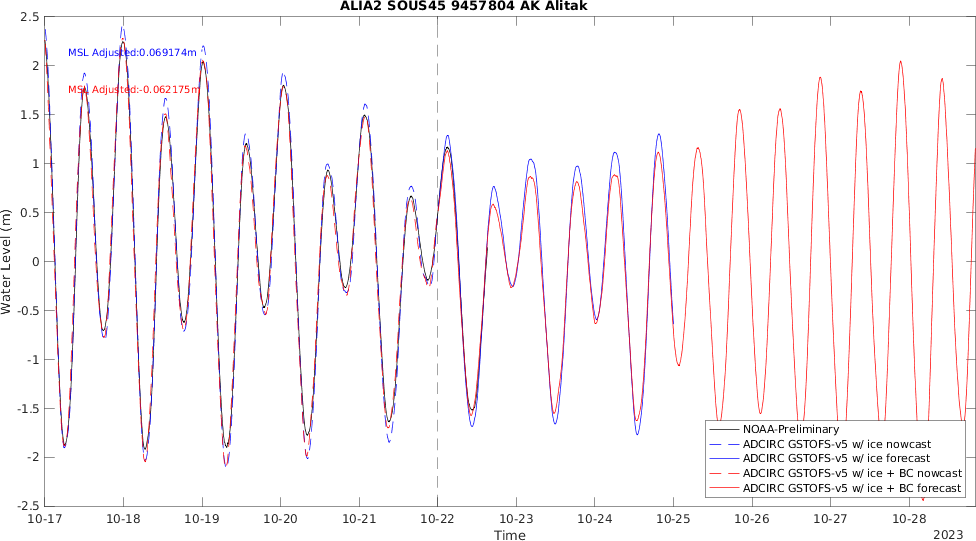 ALIA2 SOUS45 9457804 AK Alitak
MSL Adjusted:0.069174m
MSL Adjusted:-0.062175m
Water Level (m)
2.5
2
1.5
1
0.5
0
-0.5
-1
-1.5
-2
-2.5
NOAA-Preliminary
ADCIRC GSTOFS-v5 w/ ice nowcast
ADCIRC GSTOFS-v5 w/ ice forecast
ADCIRC GSTOFS-v5 w/ ice + BC nowcast
ADCIRC GSTOFS-v5 w/ ice + BC forecast
10-17 10-18 10-19 10-20 10-21 10-22 10-23 10-24 10-25 10-26 10-27 10-28
Time
2023